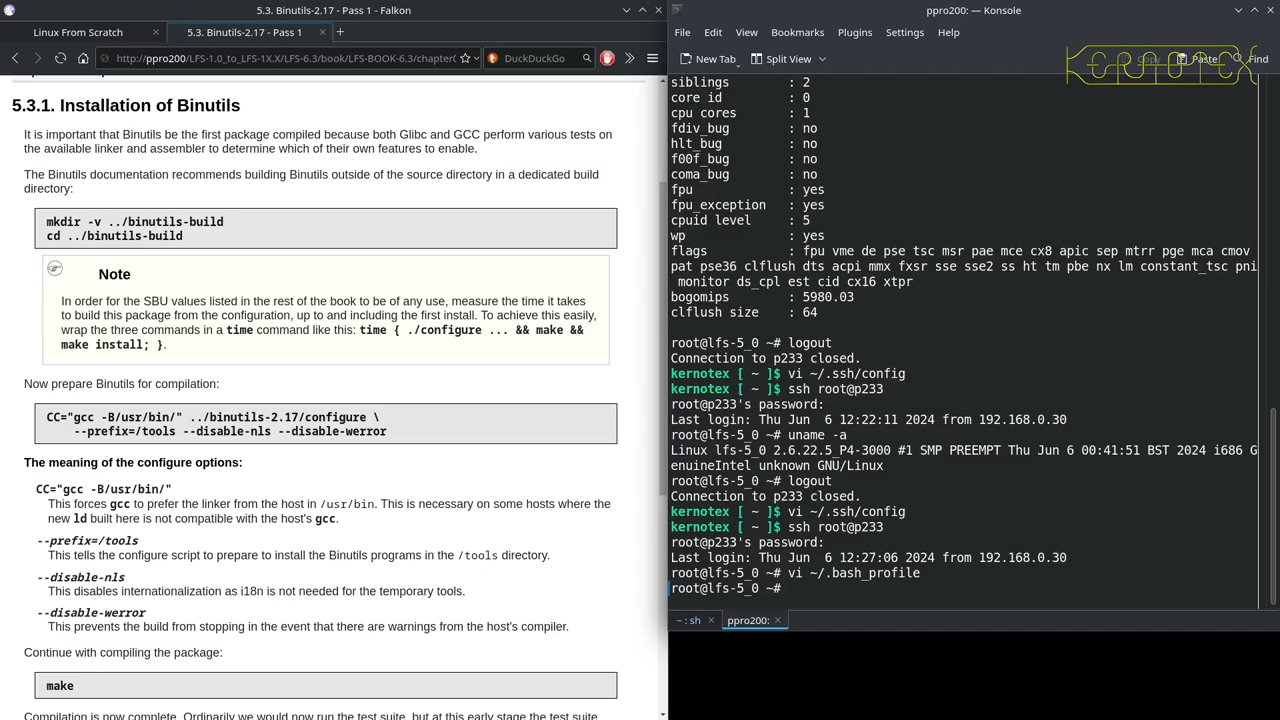 5.3. Binutils-2.17 - Pass 1 - Falkon
Linux From Scratch
5.3. Binutils-2.17 - Pass 1
http://ppro200/LFS-1.0_to_LFS-1X.X/LFS-6.3/book/LFS-BOOK-6.3/chapter(
DuckDuckGo
5.3.1. Installation of Binutils
It is important that Binutils be the first package compiled because both Glibc and GCC perform various tests on
the available linker and assembler to determine which of their own features to enable.
The Binutils documentation recommends building Binutils outside of the source directory in a dedicated build
directory:
mkdir -v ../binutils-build
cd ../binutils-build
Note
In order for the SBU values listed in the rest of the book to be of any use, measure the time it takes
to build this package from the configuration, up to and including the first install. To achieve this easily,
wrap the three commands in a time command like this: time { ./configure ... && make &&
make install; }.
Now prepare Binutils for compilation:
CC="gcc -B/usr/bin/" ../binutils-2.17/configure \
--prefix=/tools --disable-nls --disable-werror
The meaning of the configure options:
CC="gcc -B/usr/bin/"
This forces gcc to prefer the linker from the host in /usr/bin. This is necessary on some hosts where the
new ld built here is not compatible with the host's gcc.
--prefix=/tools
This tells the configure script to prepare to install the Binutils programs in the /tools directory.
--disable-nls
This disables internationalization as i18n is not needed for the temporary tools.
--disable-werror
This prevents the build from stopping in the event that there are warnings from the host's compiler.
Continue with compiling the package:
make
Compilation is now complete. Ordinarily we would now run the test suite, but at this early stage the test suite
ppro200: — Konsole
File Edit View Bookmarks Plugins Settings Help
New Tab Split View Copy Paste Find
KERNOTEX
siblings : 2
core id : 0
cpu cores : 1
fdiv_bug : no
hlt_bug : no
f00f_bug : no
coma_bug : no
fpu : yes
fpu_exception : yes
cpuid level : 5
wp : yes
flags : fpu vme de pse tsc msr pae mce cx8 apic sep mtrr pge mca cmov
pat pse36 clflush dts acpi mmx fxsr sse sse2 ss ht tm pbe nx lm constant_tsc pni
monitor ds_cpl est cid cx16 xtpr
bogomips : 5980.03
clflush size : 64
root@lfs-5_0 ~# logout
Connection to p233 closed.
kernotex [ ~ ]$ vi ~/.ssh/config
kernotex [ ~ ]$ ssh root@p233
root@p233's password:
Last login: Thu Jun 6 12:22:11 2024 from 192.168.0.30
root@lfs-5_0 ~# uname -a
Linux lfs-5_0 2.6.22.5_P4-3000 #1 SMP PREEMPT Thu Jun 6 00:41:51 BST 2024 i686 G
enuineIntel unknown GNU/Linux
root@lfs-5_0 ~# logout
Connection to p233 closed.
kernotex [ ~ ]$ vi ~/.ssh/config
kernotex [ ~ ]$ ssh root@p233
root@p233's password:
Last login: Thu Jun 6 12:27:06 2024 from 192.168.0.30
root@lfs-5_0 ~# vi ~/.bash_profile
root@lfs-5_0 ~#
~ : sh
ppro200: